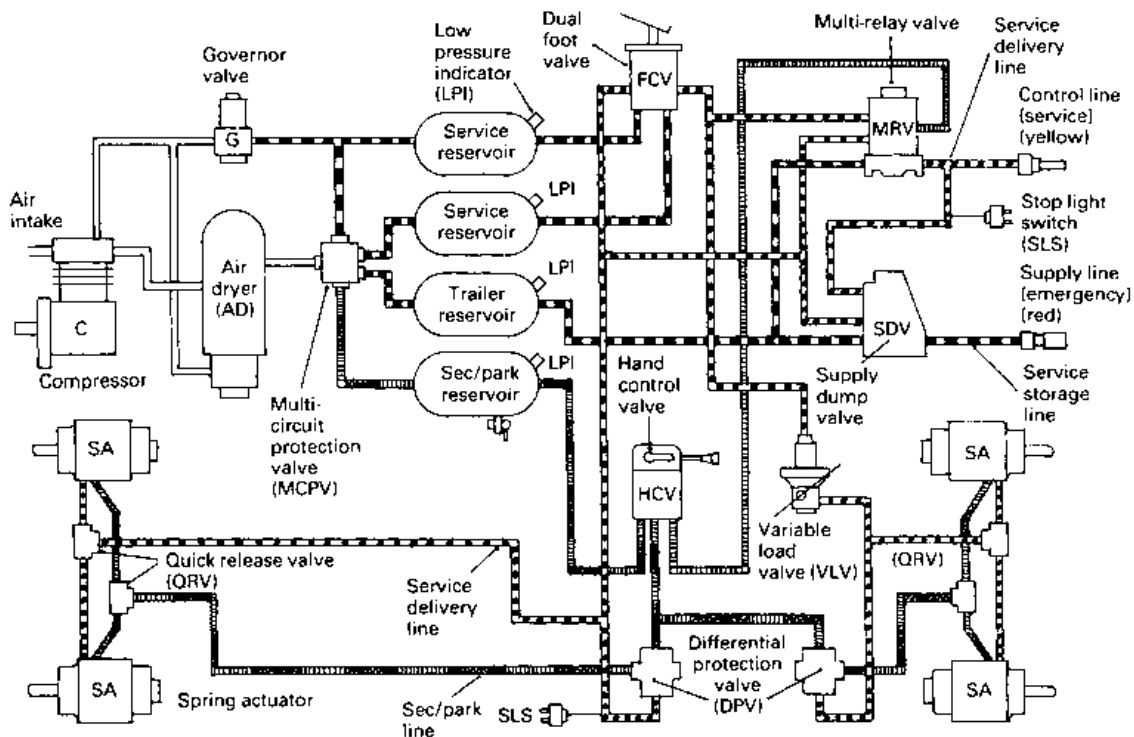 Governor
valve
G
Low
pressure
indicator
(LPI)
Dual
foot
valve
FCV
Multi-relay valve
MRV
Service
delivery
line
Control line
[service]
(yellow)
Air
intake
C
Compressor
Air
dryer
(AD)
Service
reservoir
LPI
Service
reservoir
LPI
Trailer
reservoir
LPI
Sec/park
reservoir
Multi-
circuit
protection
valve
(MCPV)
Stop light
switch
(SLS)
Supply line
[emergency]
(red)
SDV
Supply
dump
valve
Service
storage
line
Hand
control
valve
HCV
Variable
load
valve (VLV)
SA
SA
Quick release valve
(QRV)
Service
delivery
line
(QRV)
SA
SA
Spring actuator
Sec/park
line
SLS
Differential
protection
valve
(DPV)